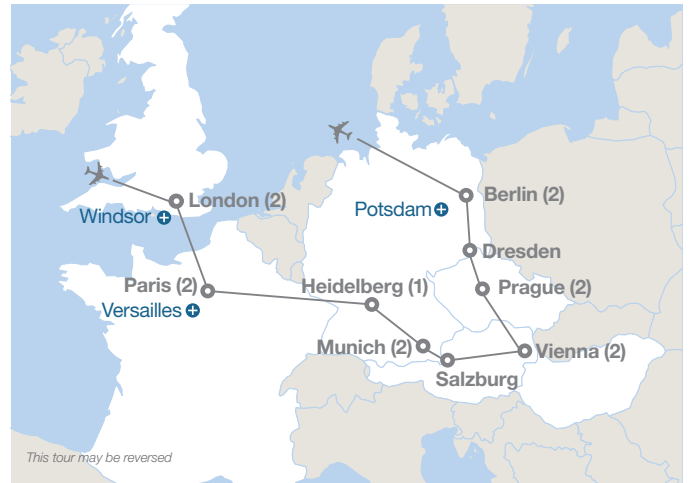 London (2)
Berlin (2)
Potsdam
Windsor
Dresden
Paris (2)
Heidelberg (1)
Prague (2)
Versailles
Munich (2)
Vienna (2)
Salzburg
This tour may be reversed